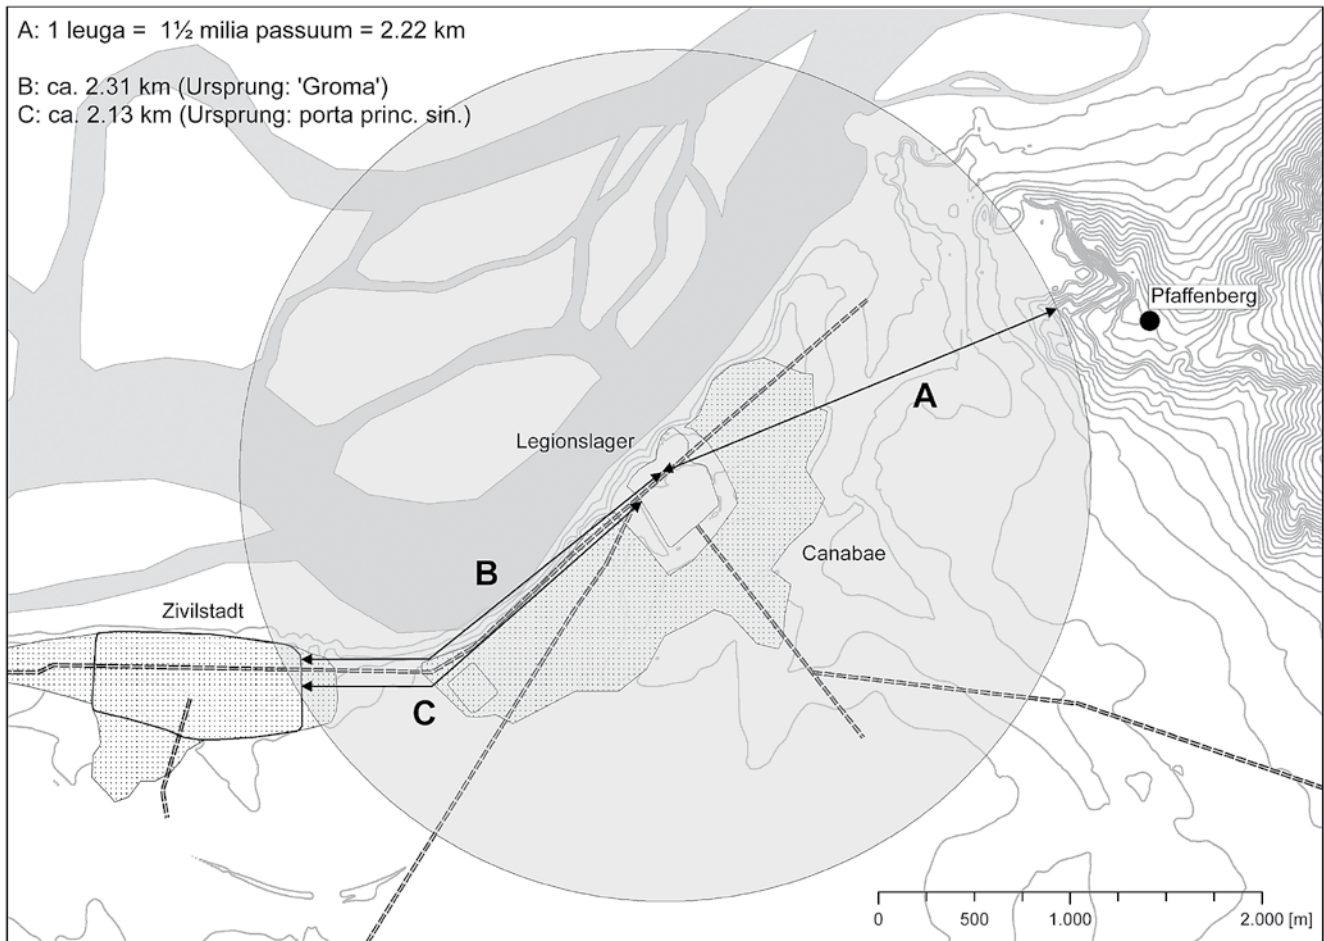 A: 1 leuga = 1½ milia passuum = 2.22 km
B: ca. 2.31 km (Ursprung: 'Groma')
C: ca. 2.13 km (Ursprung: porta princ. sin.)
Pfaffenberg
A
Legionslager
B
Canabae
Zivilstadt
C
0 500 1.000 2.000 [m]